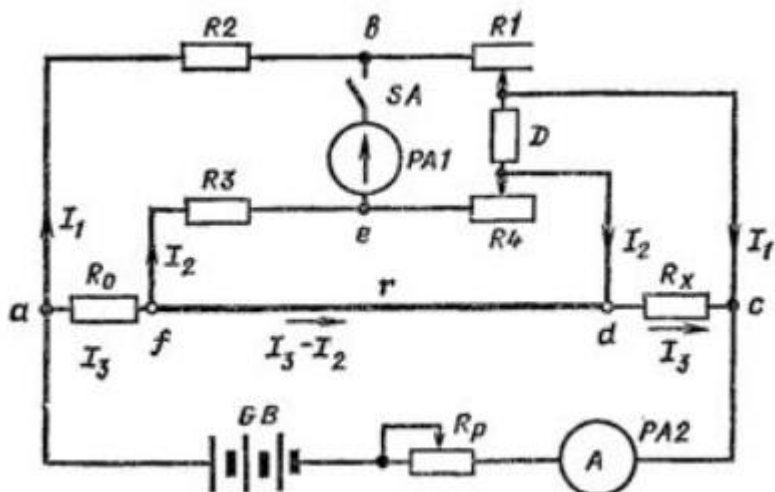 R2 в R1
SA
D
PA1
R3
e R4
I₁ I₂ I₂ I₁
R₀ r Rₓ
a f d c
I₃ I₃-I₂ I₃
GB Rp PA2
A